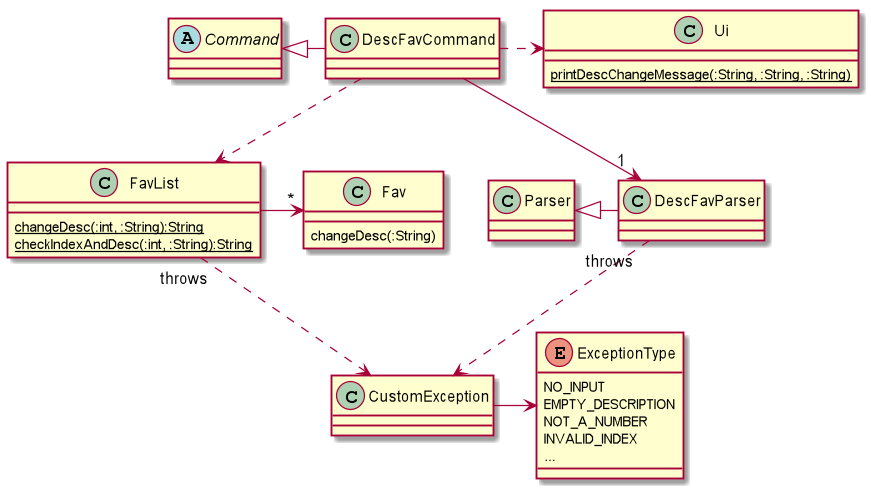 A Command
C DescFavCommand
C Ui
printDescChangeMessage(:String, :String, :String)
C FavList
changeDesc(:int, :String):String
checkIndexAndDesc(:int, :String):String
*
C Fav
changeDesc(:String)
C Parser
1
C DescFavParser
throws
throws
C CustomException
E ExceptionType
NO_INPUT
EMPTY_DESCRIPTION
NOT_A_NUMBER
INVALID_INDEX
...